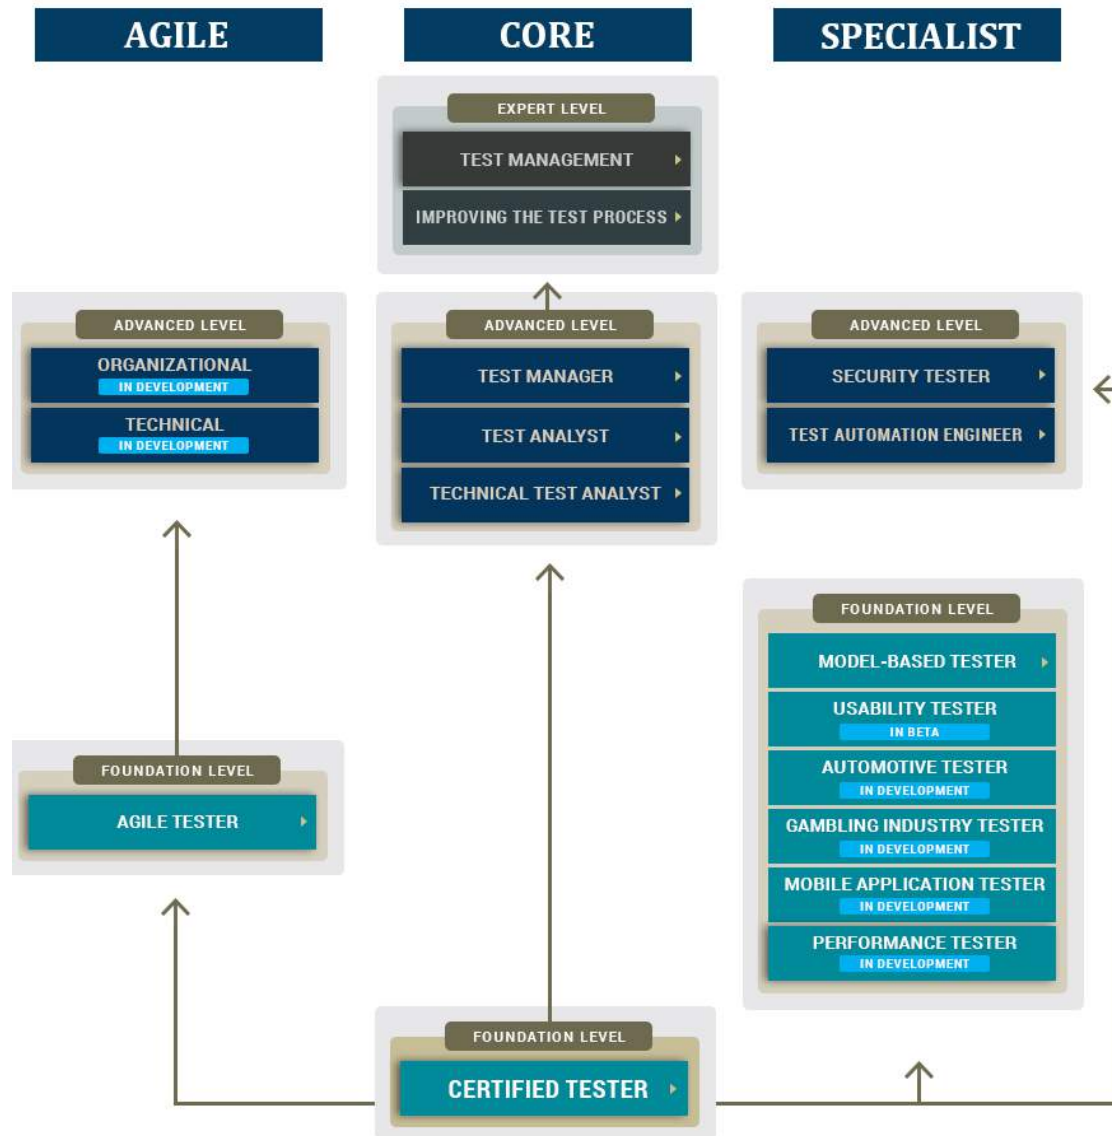 AGILE
CORE
SPECIALIST
EXPERT LEVEL
TEST MANAGEMENT
IMPROVING THE TEST PROCESS
ADVANCED LEVEL
ORGANIZATIONAL
IN DEVELOPMENT
TECHNICAL
IN DEVELOPMENT
ADVANCED LEVEL
TEST MANAGER
TEST ANALYST
TECHNICAL TEST ANALYST
ADVANCED LEVEL
SECURITY TESTER
TEST AUTOMATION ENGINEER
FOUNDATION LEVEL
AGILE TESTER
FOUNDATION LEVEL
MODEL-BASED TESTER
USABILITY TESTER
IN BETA
AUTOMOTIVE TESTER
IN DEVELOPMENT
GAMBLING INDUSTRY TESTER
IN DEVELOPMENT
MOBILE APPLICATION TESTER
IN DEVELOPMENT
PERFORMANCE TESTER
IN DEVELOPMENT
FOUNDATION LEVEL
CERTIFIED TESTER